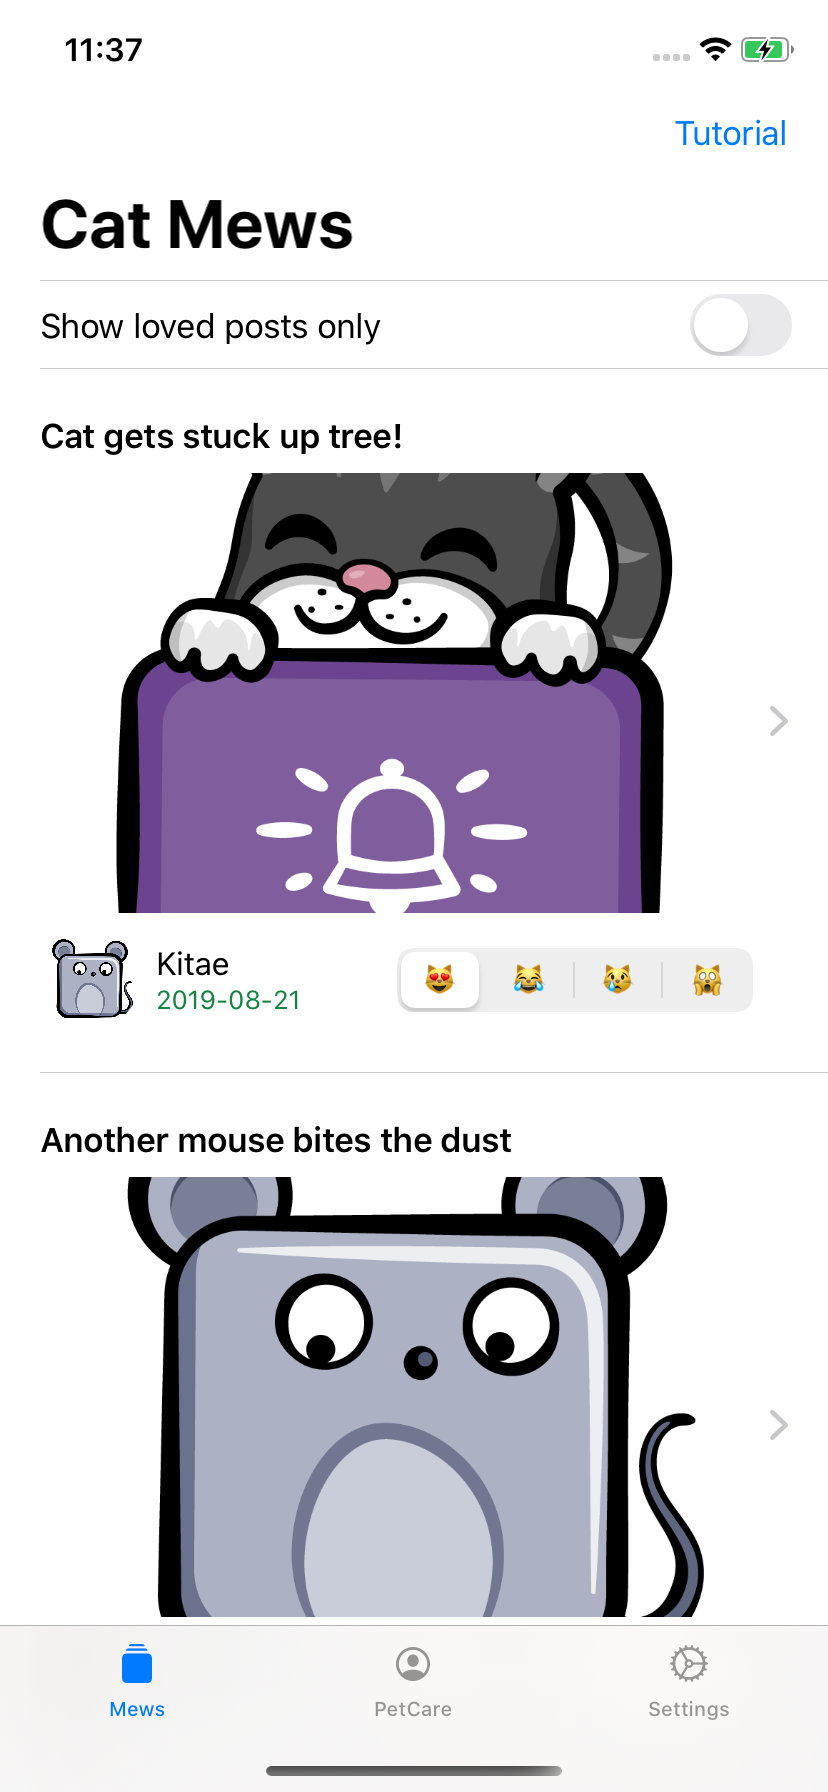 11:37
Tutorial
Cat Mews
Show loved posts only
Cat gets stuck up tree!
Kitae
2019-08-21
Another mouse bites the dust
Mews
PetCare
Settings